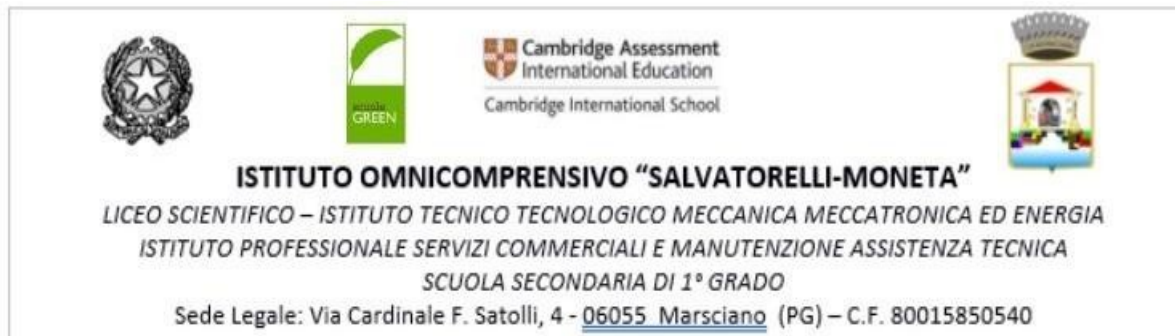 scuole
GREEN
Cambridge Assessment
International Education
Cambridge International School
ISTITUTO OMNICOMPRENSIVO “SALVATORELLI-MONETA”
LICEO SCIENTIFICO – ISTITUTO TECNICO TECNOLOGICO MECCANICA MECCATRONICA ED ENERGIA
ISTITUTO PROFESSIONALE SERVIZI COMMERCIALI E MANUTENZIONE ASSISTENZA TECNICA
SCUOLA SECONDARIA DI 1° GRADO
Sede Legale: Via Cardinale F. Satolli, 4 - 06055 Marsciano (PG) – C.F. 80015850540